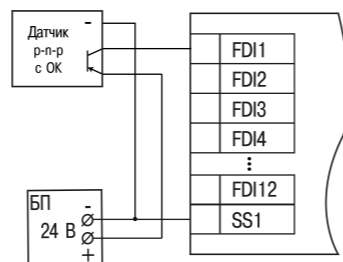 Датчик -
p-n-p
с ОК
FDI1
FDI2
FDI3
FDI4
⋮
FDI12
SS1
БП -
24 В
+